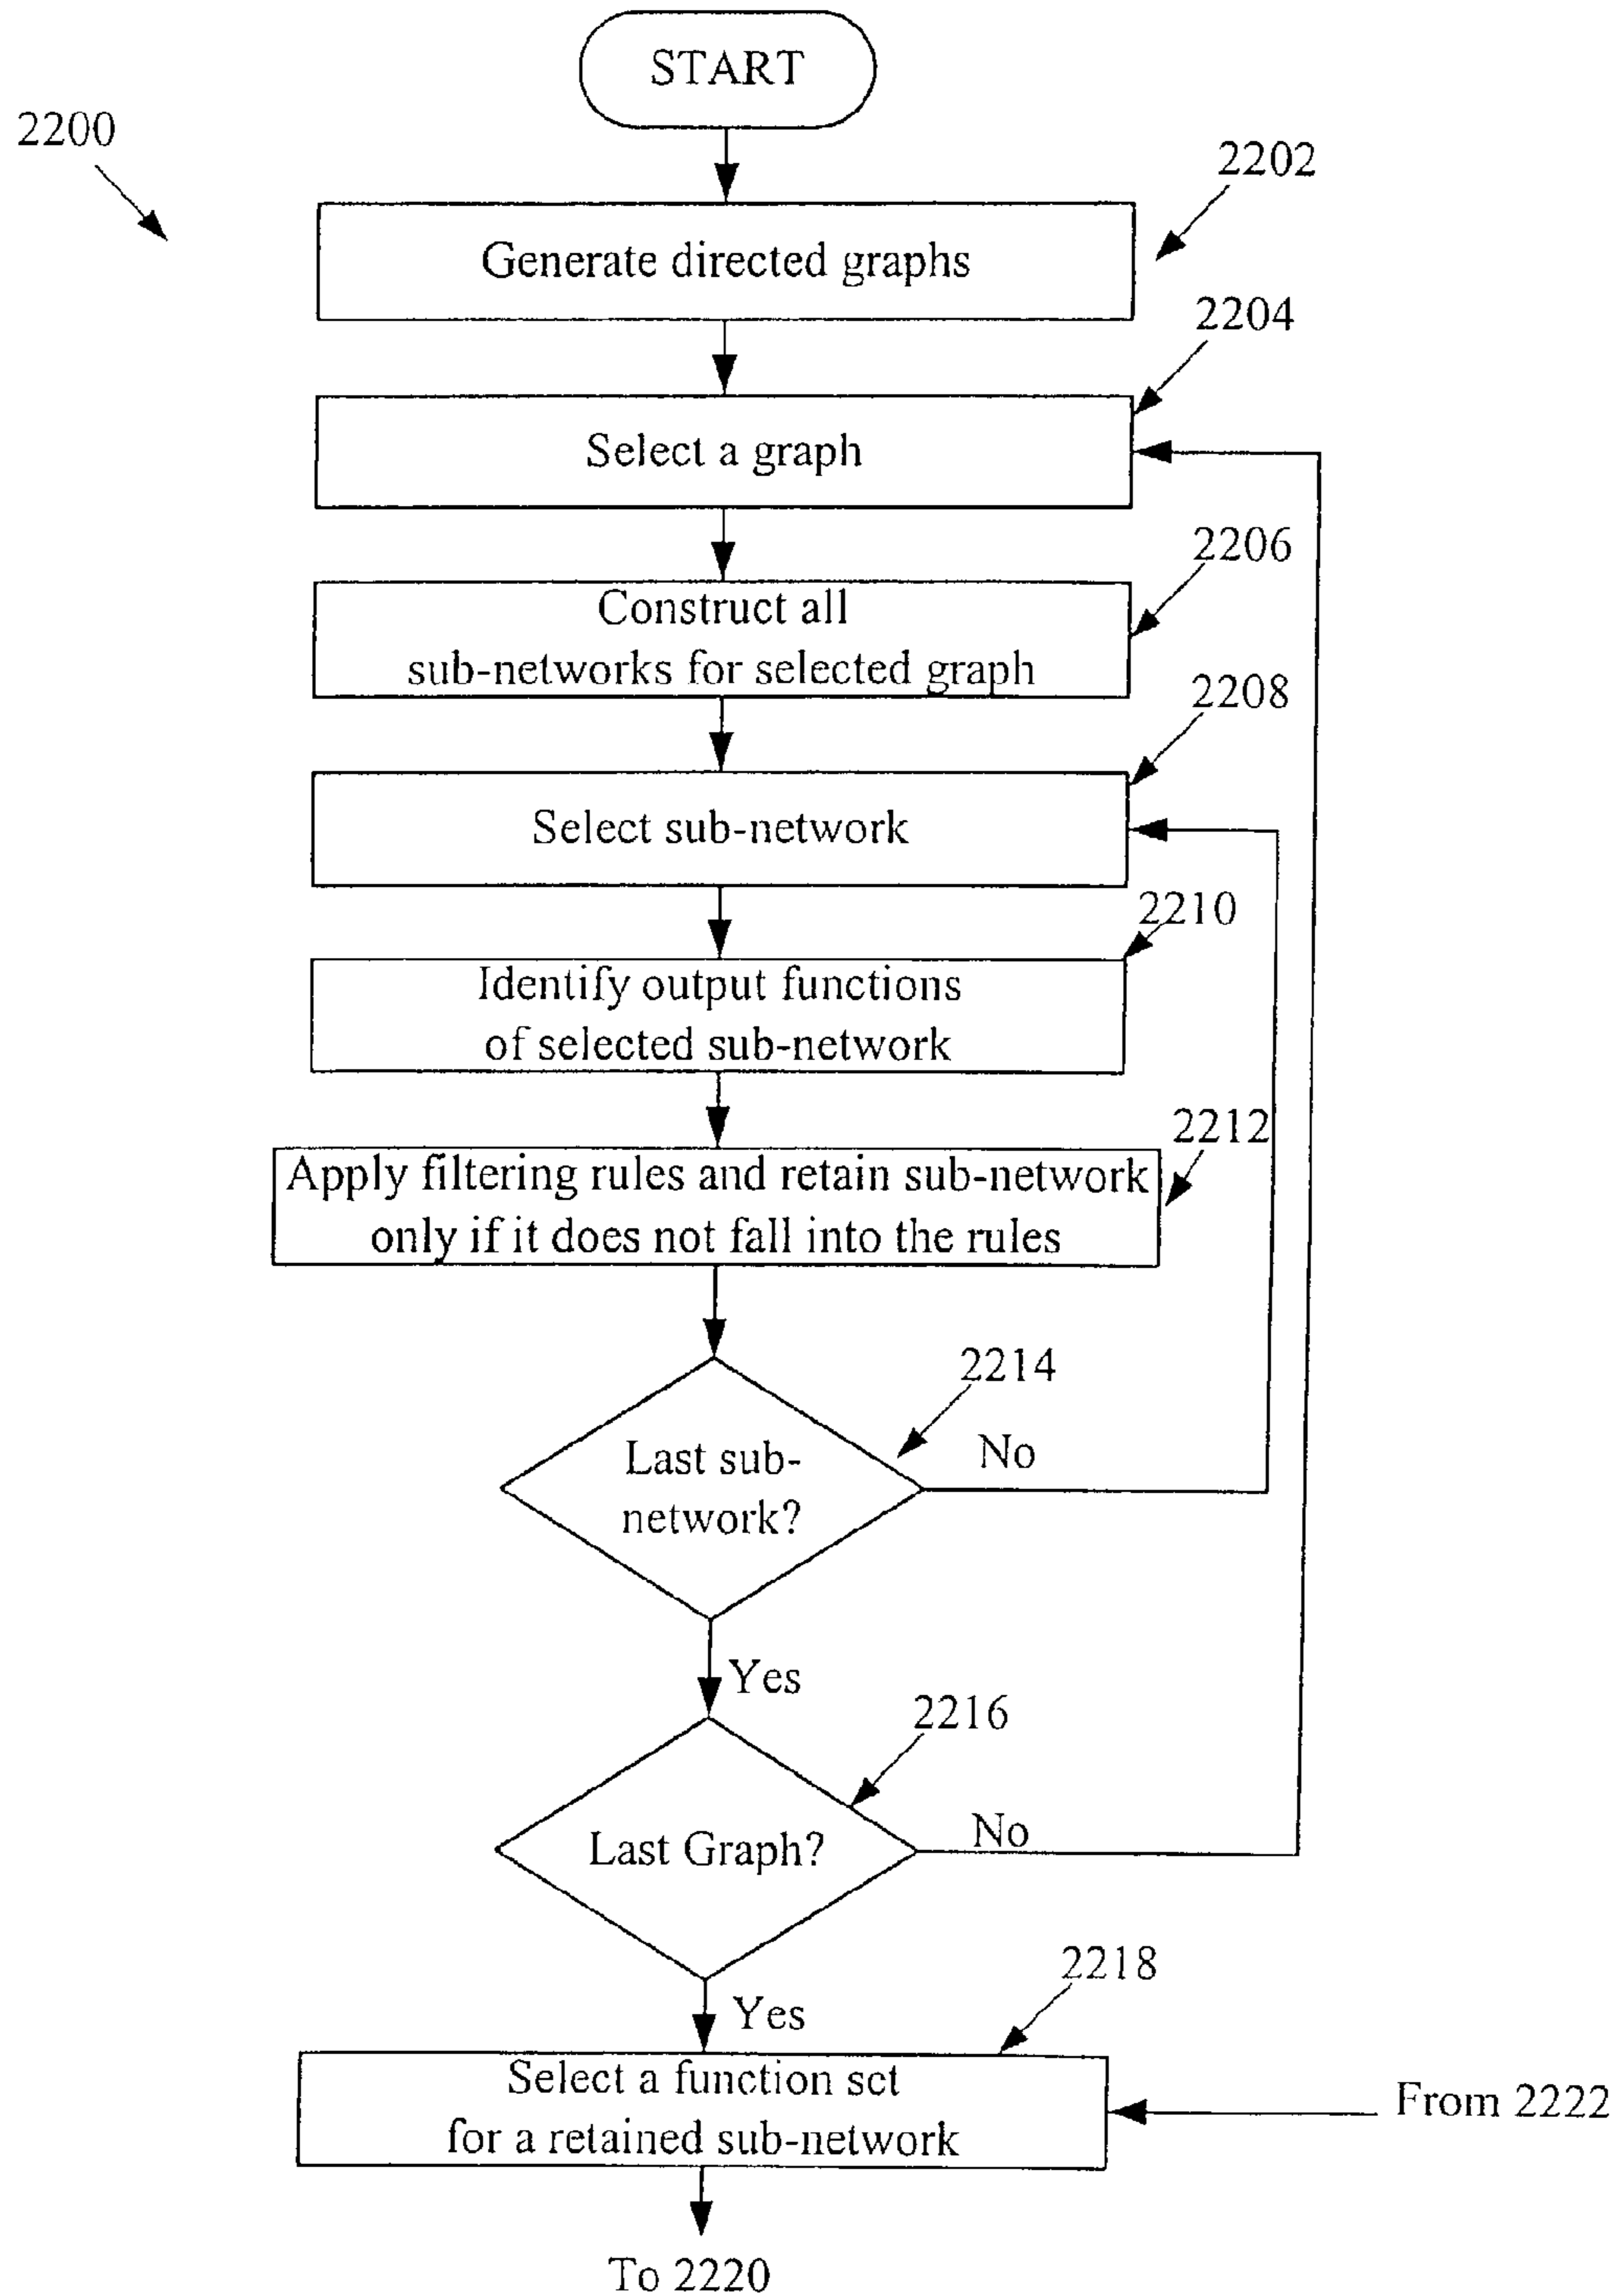 START
2200
2202
Generate directed graphs
2204
Select a graph
2206
Construct all
sub-networks for selected graph
2208
Select sub-network
2210
Identify output functions
of selected sub-network
2212
Apply filtering rules and retain sub-network
only if it does not fall into the rules
2214
Last sub-
network?
No
Yes
2216
Last Graph?
No
Yes
2218
Select a function set
for a retained sub-network
From 2222
To 2220